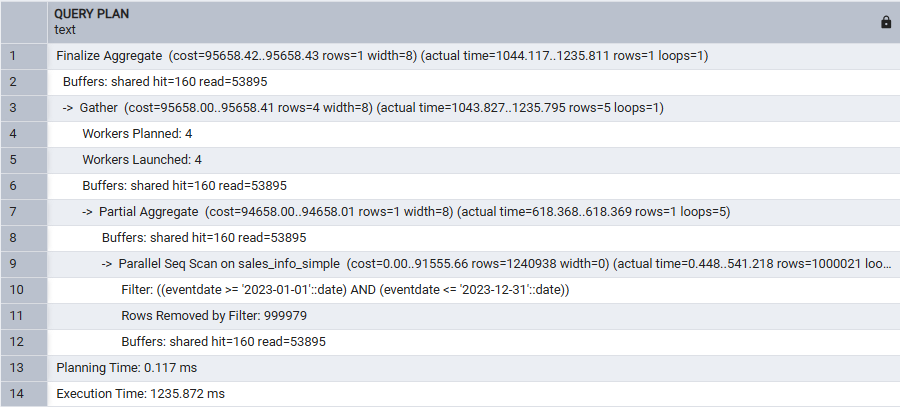 QUERY PLAN
text
1 Finalize Aggregate (cost=95658.42..95658.43 rows=1 width=8) (actual time=1044.117..1235.811 rows=1 loops=1)
2 Buffers: shared hit=160 read=53895
3 -> Gather (cost=95658.00..95658.41 rows=4 width=8) (actual time=1043.827..1235.795 rows=5 loops=1)
4 Workers Planned: 4
5 Workers Launched: 4
6 Buffers: shared hit=160 read=53895
7 -> Partial Aggregate (cost=94658.00..94658.01 rows=1 width=8) (actual time=618.368..618.369 rows=1 loops=5)
8 Buffers: shared hit=160 read=53895
9 -> Parallel Seq Scan on sales_info_simple (cost=0.00..91555.66 rows=1240938 width=0) (actual time=0.448..541.218 rows=1000021 loo...
10 Filter: ((eventdate >= '2023-01-01'::date) AND (eventdate <= '2023-12-31'::date))
11 Rows Removed by Filter: 999979
12 Buffers: shared hit=160 read=53895
13 Planning Time: 0.117 ms
14 Execution Time: 1235.872 ms